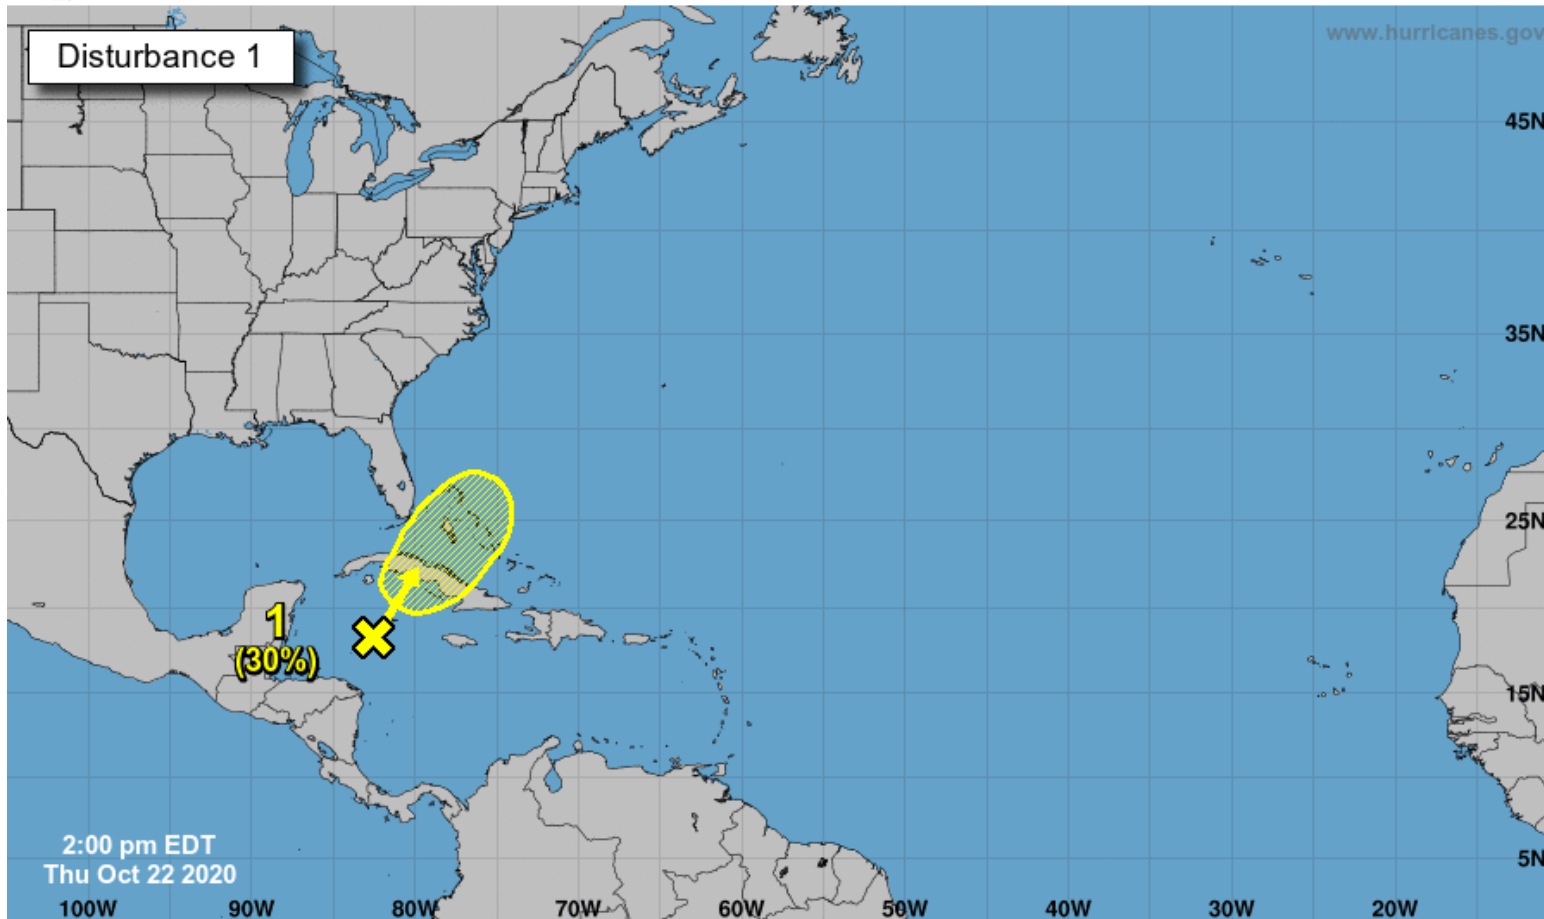 Disturbance 1
www.hurricanes.gov
45N
35N
25N
1
(30%)
15N
2:00 pm EDT
Thu Oct 22 2020
5N
100W 90W 80W 70W 60W 50W 40W 30W 20W